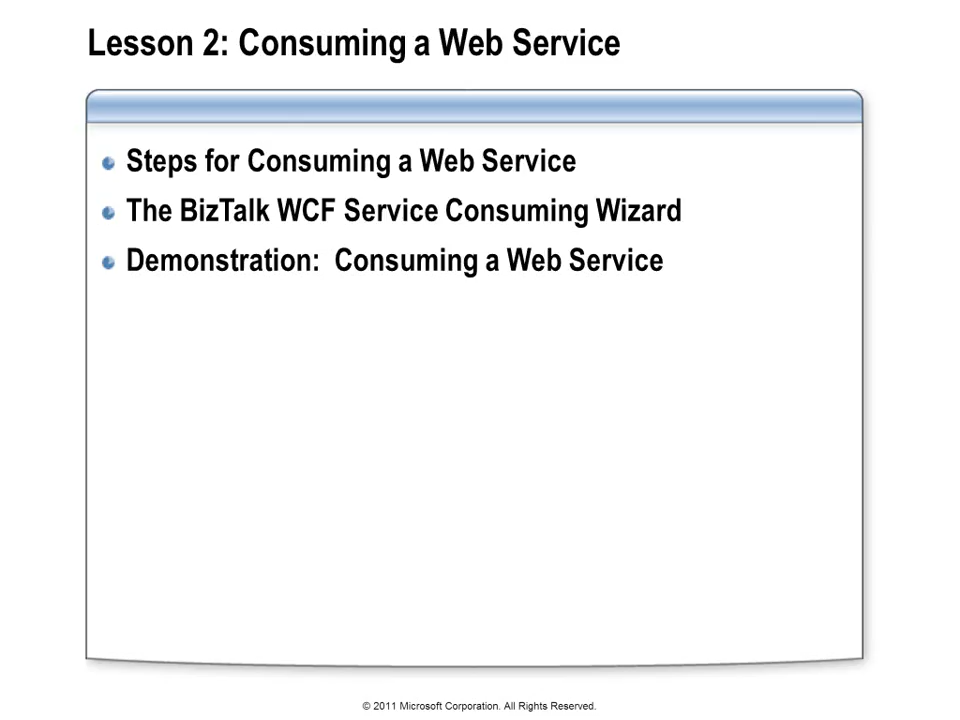 Lesson 2: Consuming a Web Service
Steps for Consuming a Web Service
The BizTalk WCF Service Consuming Wizard
Demonstration:  Consuming a Web Service
© 2011 Microsoft Corporation. All Rights Reserved.